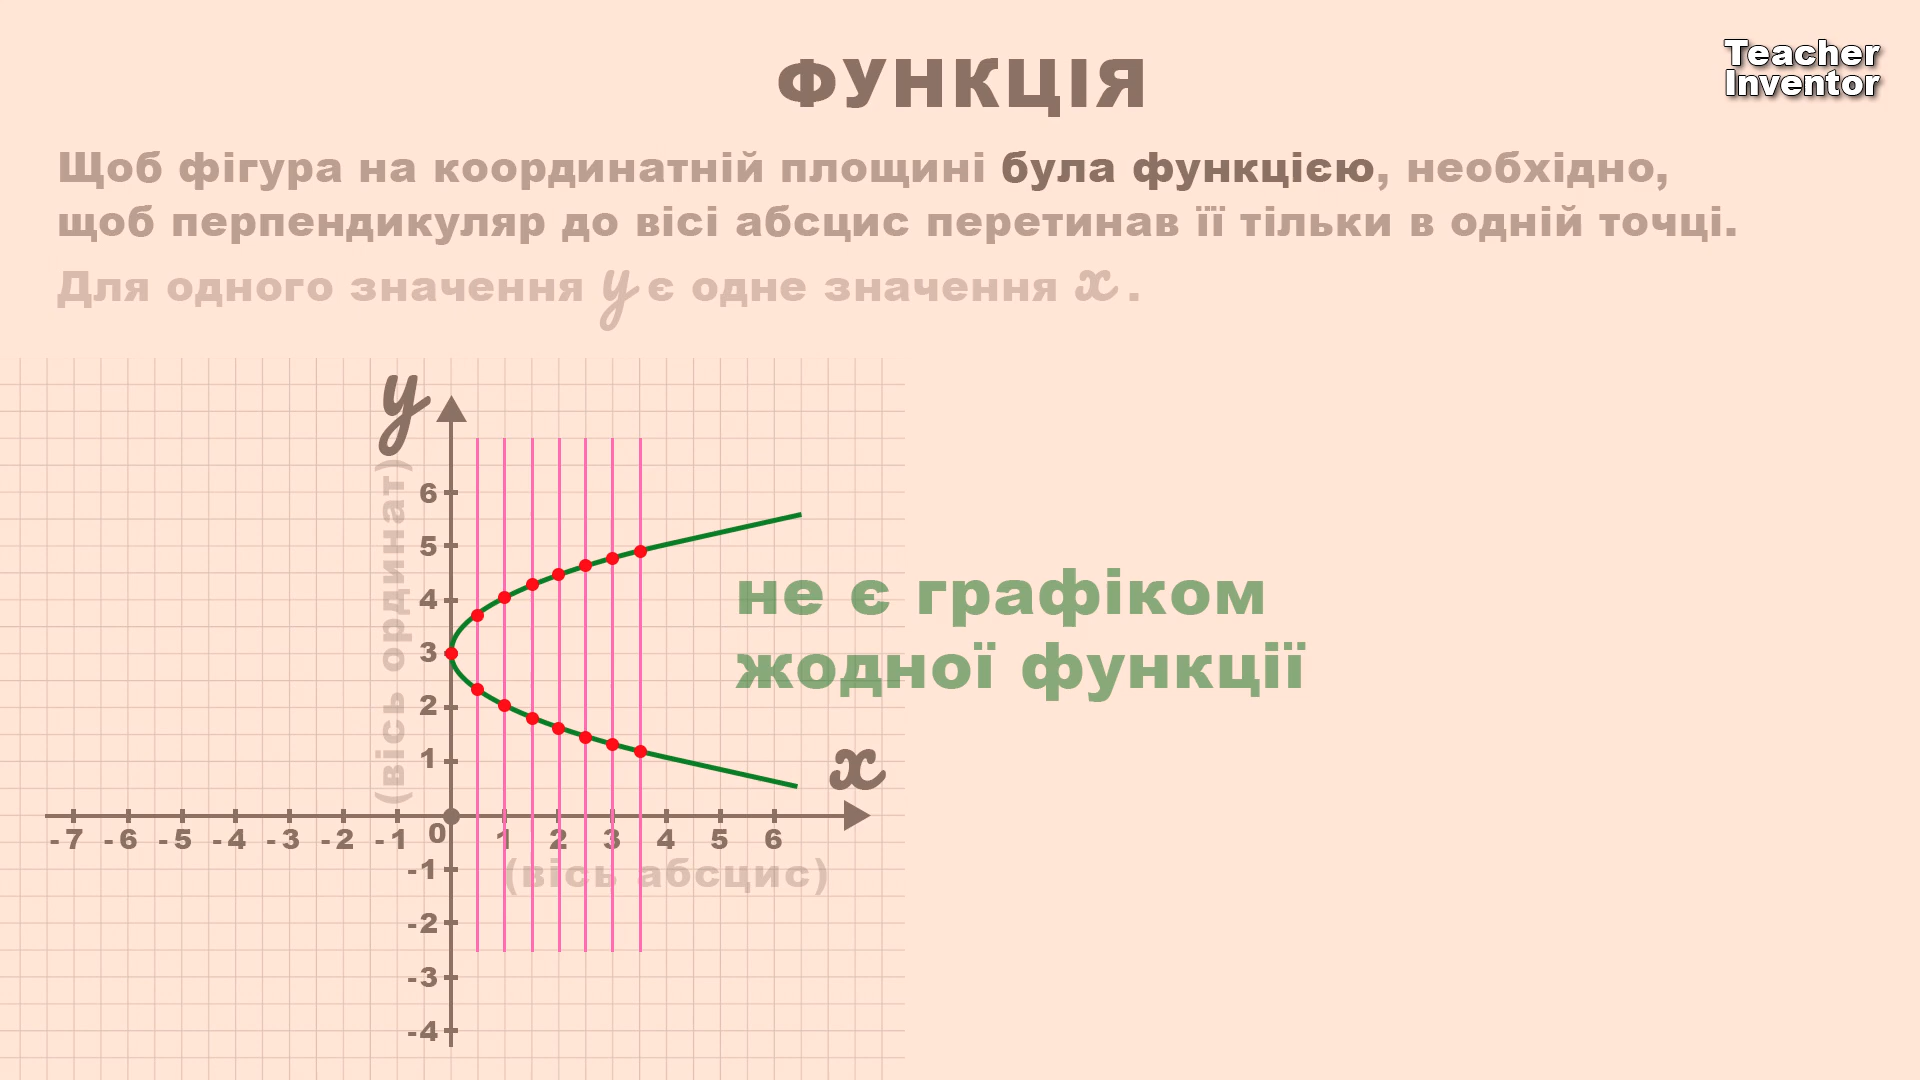 ФУНКЦІЯ
Teacher
Inventor
Щоб фігура на координатній площині була функцією, необхідно,
щоб перпендикуляр до вісі абсцис перетинав її тільки в одній точці.
Для одного значення y є одне значення x.
y
(вісь ординат)
6
5
4
3
2
1
не є графіком
жодної функції
x
-7 -6 -5 -4 -3 -2 -1 0 1 2 3 4 5 6
(вісь абсцис)
-1
-2
-3
-4